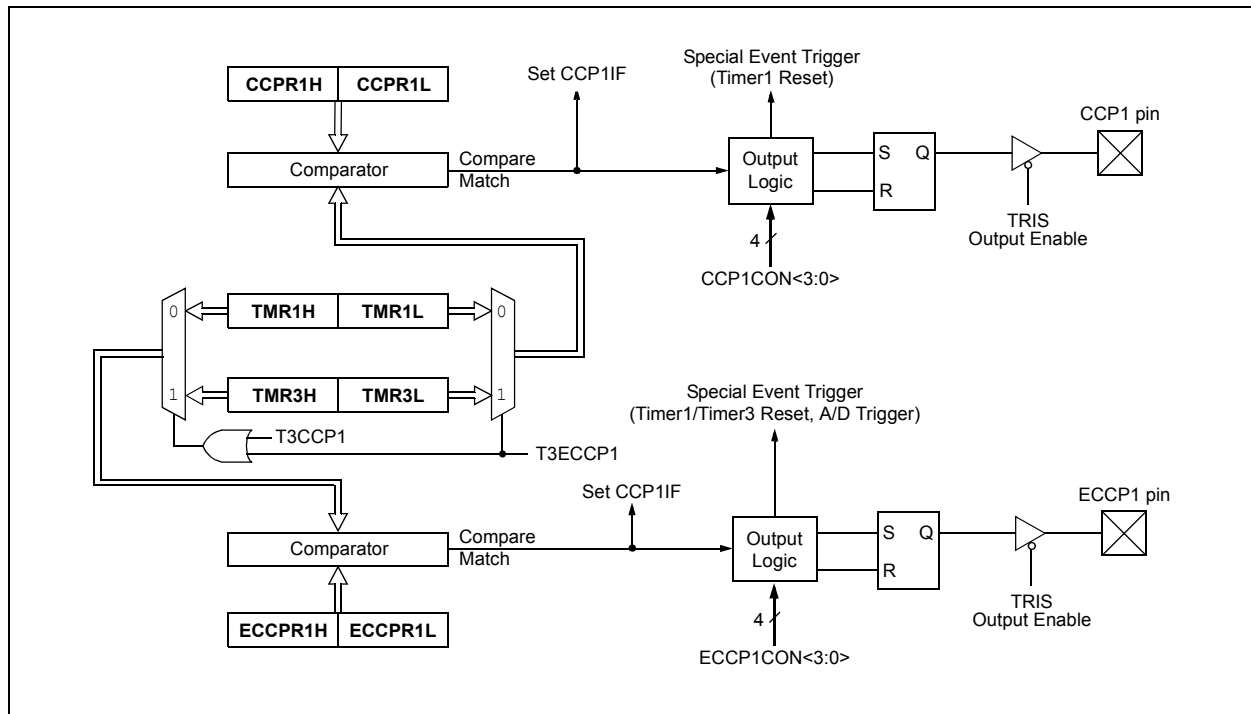 CCPR1H CCPR1L
Set CCP1IF
Special Event Trigger
(Timer1 Reset)
CCP1 pin
Comparator
Compare
Match
Output
Logic
S Q
R
TRIS
Output Enable
4
CCP1CON<3:0>
0 TMR1H TMR1L 0
1 TMR3H TMR3L 1
T3CCP1
T3ECCP1
Special Event Trigger
(Timer1/Timer3 Reset, A/D Trigger)
Set CCP1IF
ECCP1 pin
Comparator
Compare
Match
Output
Logic
S Q
R
TRIS
Output Enable
4
ECCPR1H ECCPR1L
ECCP1CON<3:0>